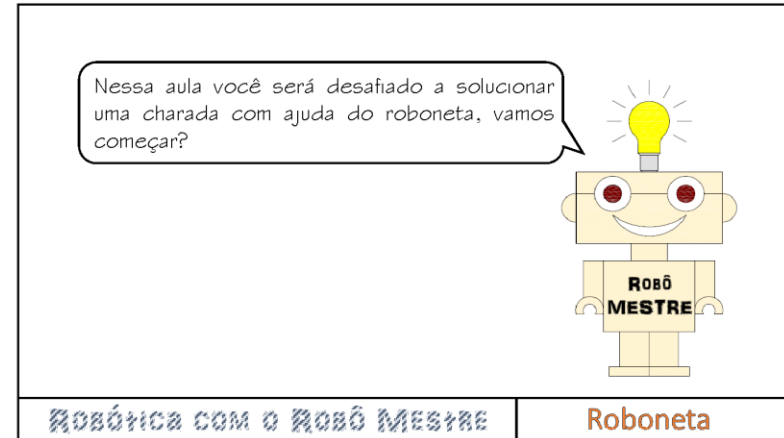 Nessa aula você será desafiado a solucionar
uma charada com ajuda do roboneta, vamos
começar?
ROBÔ
MESTRE
ROBÓTICA COM O ROBÔ MESTRE
Roboneta